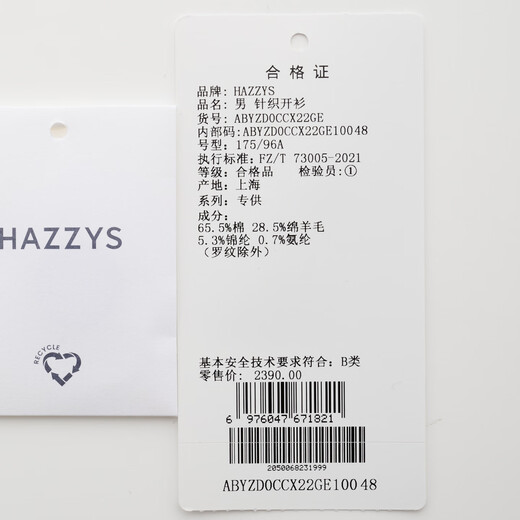 HAZZYS
RECYCLE
合格证
品牌: HAZZYS
品名: 男 针织开衫
货号: ABYZD0CCX22GE
内部码: ABYZD0CCX22GE10048
号型: 175/96A
执行标准: FZ/T 73005-2021
等级: 合格品 检验员:①
产地: 上海
系列: 专供
成分:
65.5%棉 28.5%绵羊毛
5.3%锦纶 0.7%氨纶
（罗纹除外）
基本安全技术要求符合: B类
零售价: 2390.00
6 976047 671821
2050068231999
ABYZD0CCX22GE10048